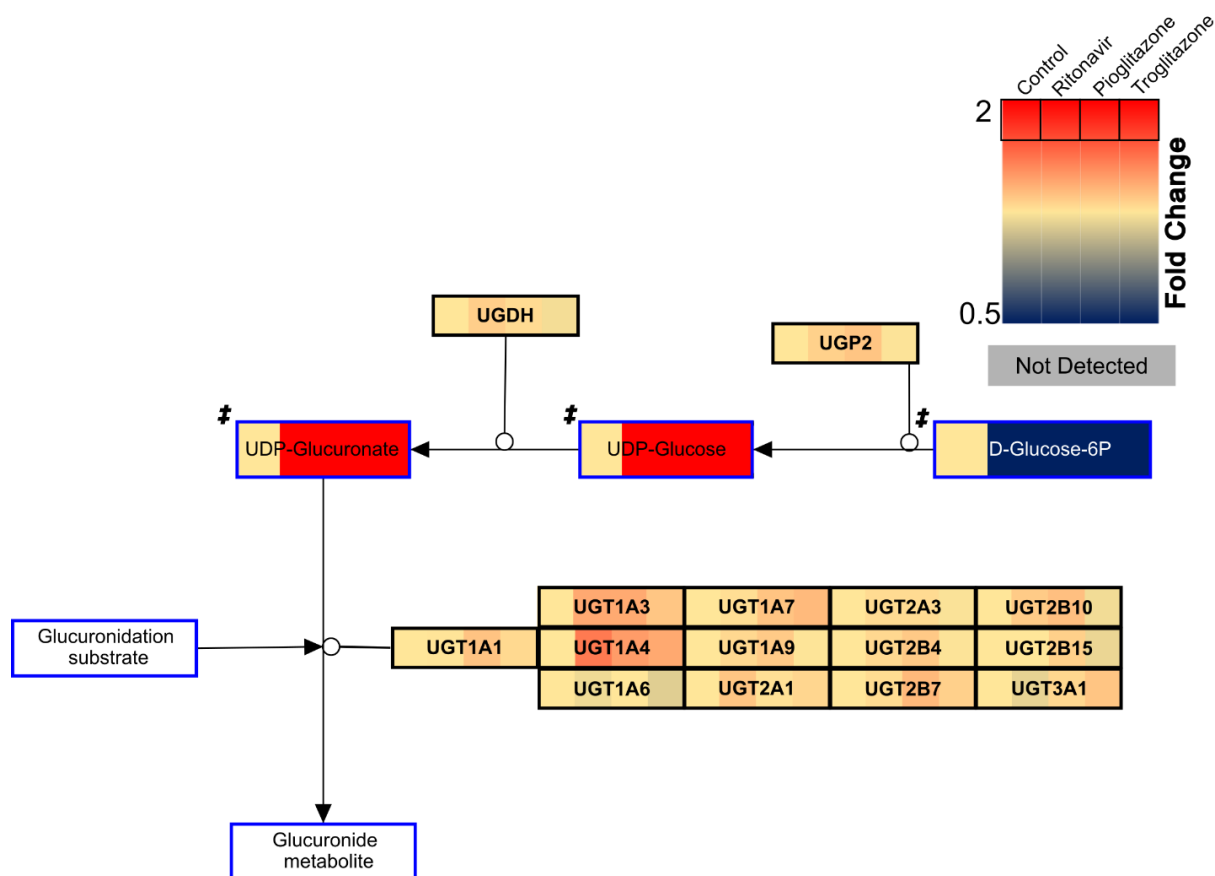 Control
Ritonavir
Pioglitazone
Troglitazone
2
Fold Change
0.5
Not Detected
UGDH
UGP2
‡
‡
‡
UDP-Glucuronate
UDP-Glucose
D-Glucose-6P
UGT1A3
UGT1A7
UGT2A3
UGT2B10
Glucuronidation
substrate
UGT1A1
UGT1A4
UGT1A9
UGT2B4
UGT2B15
UGT1A6
UGT2A1
UGT2B7
UGT3A1
Glucuronide
metabolite